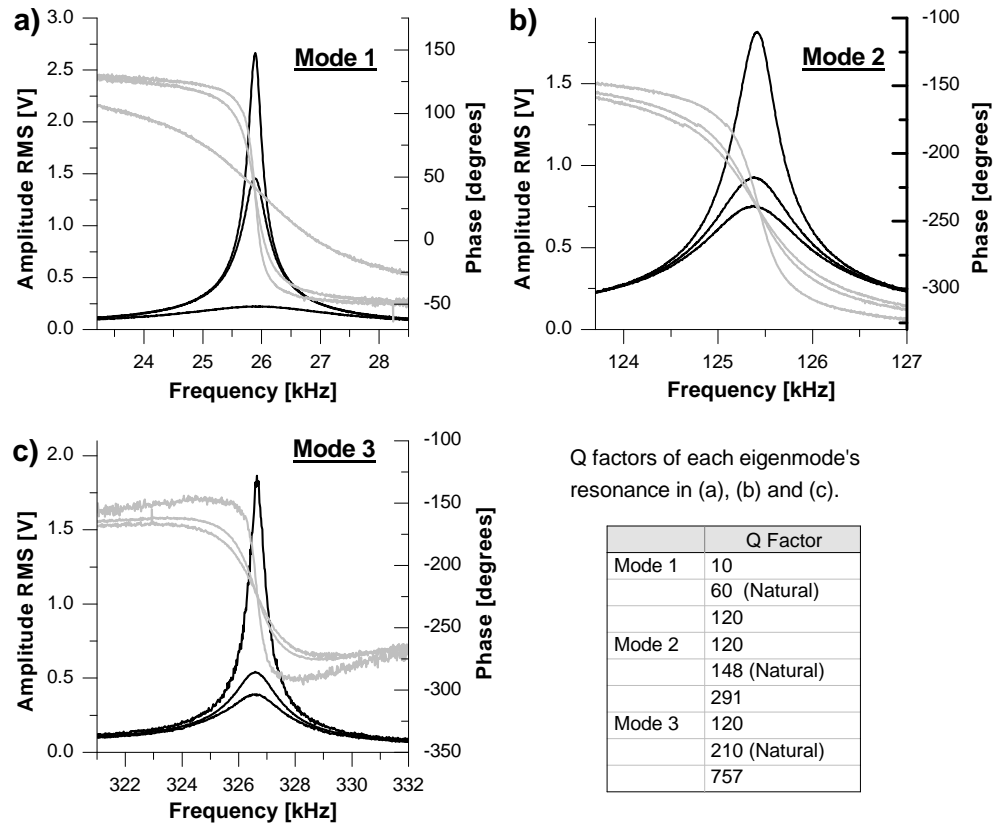 a)
Mode 1
3.0
2.5
2.0
1.5
1.0
0.5
0.0
Amplitude RMS [V]
150
100
50
0
-50
Phase [degrees]
24 25 26 27 28
Frequency [kHz]
b)
Mode 2
1.5
1.0
0.5
0.0
Amplitude RMS [V]
-100
-150
-200
-250
-300
Phase [degrees]
124 125 126 127
Frequency [kHz]
c)
Mode 3
2.0
1.5
1.0
0.5
0.0
Amplitude RMS [V]
-100
-150
-200
-250
-300
-350
Phase [degrees]
322 324 326 328 330 332
Frequency [kHz]
Q factors of each eigenmode's
resonance in (a), (b) and (c).
Q Factor
Mode 1 10
60 (Natural)
120
Mode 2 120
148 (Natural)
291
Mode 3 120
210 (Natural)
757